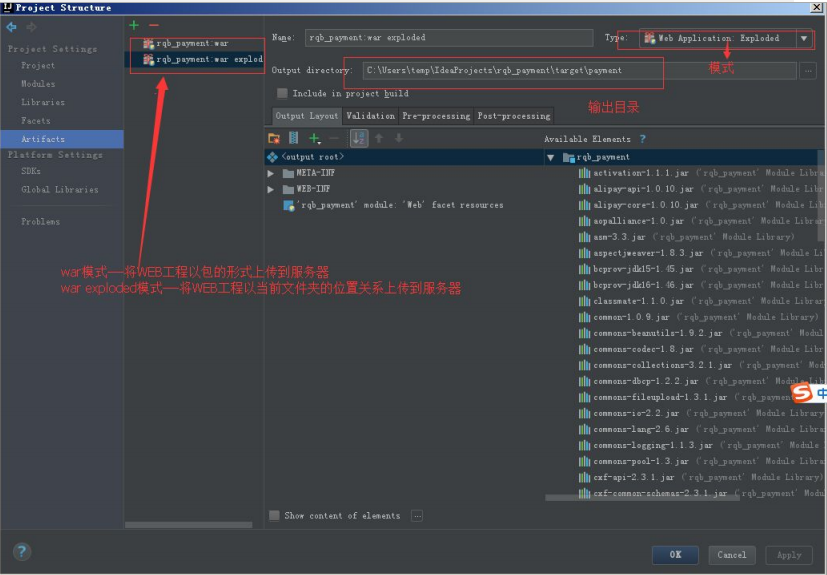 Project Structure
Project Settings
Project
Modules
Libraries
Facets
Artifacts
Platform Settings
SDKs
Global Libraries
Problems
rqb_payment:war
rqb_payment:war explod
Name: rqb_payment:war exploded
Type: Web Application: Exploded
模式
Output directory: C:\Users\temp\IdeaProjects\rqb_payment\target\payment
Include in project build
输出目录
Output Layout Validation Pre-processing Post-processing
Available Elements ?
<output root>
META-INF
WEB-INF
'rqb_payment' module: 'Web' facet resources
rqb_payment
activation-1.1.1.jar ('rqb_payment' Module Libra
alipay-api-1.0.10.jar ('rqb_payment' Module Libr
alipay-core-1.0.10.jar ('rqb_payment' Module Lib
aopalliance-1.0.jar ('rqb_payment' Module Librar
asm-3.3.jar ('rqb_payment' Module Library)
aspectjweaver-1.8.3.jar ('rqb_payment' Module Li
bcprov-jdk15-1.45.jar ('rqb_payment' Module Libr
bcprov-jdk16-1.46.jar ('rqb_payment' Module Libr
classmate-1.1.0.jar ('rqb_payment' Module Librar
common-1.0.9.jar ('rqb_payment' Module Library)
commons-beanutils-1.9.2.jar ('rqb_payment' Modul
commons-codec-1.8.jar ('rqb_payment' Module Libr
commons-collections-3.2.1.jar ('rqb_payment' Mod
commons-dbcp-1.2.2.jar ('rqb_payment' Module Lib
commons-fileupload-1.3.1.jar ('rqb_paymen
commons-io-2.2.jar ('rqb_payment' Module Library
commons-lang-2.6.jar ('rqb_payment' Module Libra
commons-logging-1.1.3.jar ('rqb_payment' Module
commons-pool-1.3.jar ('rqb_payment' Module Libra
cxf-api-2.3.1.jar ('rqb_payment' Module Library)
cxf-common-schemas-2.3.1.jar ('rqb_payment' Modu
war模式——将WEB工程以包的形式上传到服务器
war exploded模式——将WEB工程以当前文件夹的位置关系上传到服务器
Show content of elements ...
? OK Cancel Apply